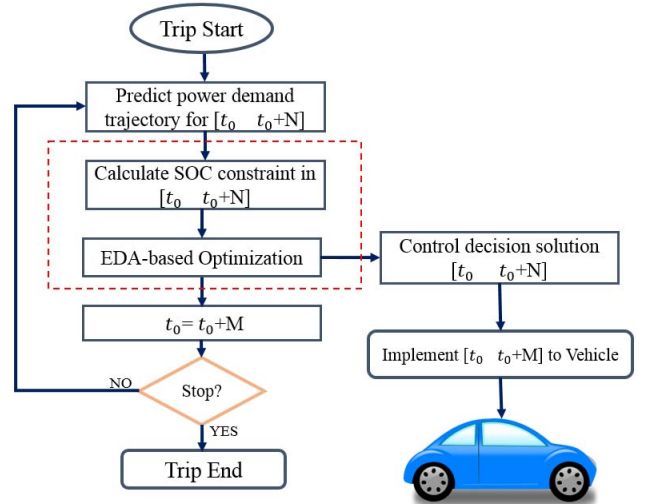 Trip Start
Predict power demand
trajectory for [t₀ t₀+N]
Calculate SOC constraint in
[t₀ t₀+N]
EDA-based Optimization
Control decision solution
[t₀ t₀+N]
t₀= t₀+M
Implement [t₀ t₀+M] to Vehicle
Stop?
NO
YES
Trip End